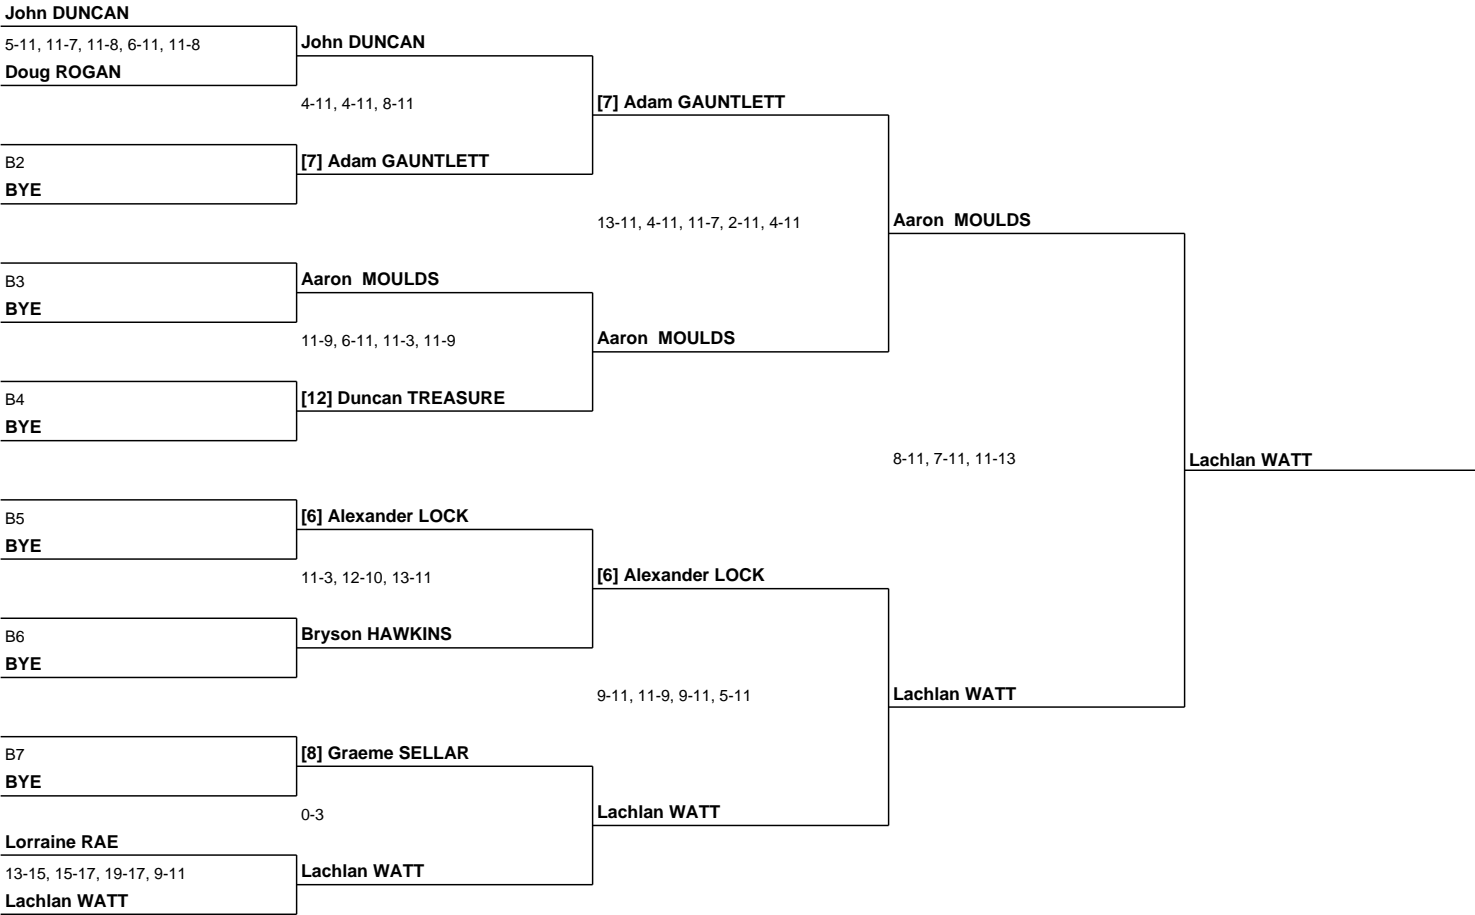 John DUNCAN
5-11, 11-7, 11-8, 6-11, 11-8
Doug ROGAN
B2
BYE
B3
BYE
B4
BYE
B5
BYE
B6
BYE
B7
BYE
Lorraine RAE
13-15, 15-17, 19-17, 9-11
Lachlan WATT
John DUNCAN
4-11, 4-11, 8-11
[7] Adam GAUNTLETT
Aaron  MOULDS
11-9, 6-11, 11-3, 11-9
[12] Duncan TREASURE
[6] Alexander LOCK
11-3, 12-10, 13-11
Bryson HAWKINS
[8] Graeme SELLAR
0-3
Lachlan WATT
[7] Adam GAUNTLETT
13-11, 4-11, 11-7, 2-11, 4-11
Aaron  MOULDS
[6] Alexander LOCK
9-11, 11-9, 9-11, 5-11
Lachlan WATT
Aaron  MOULDS
8-11, 7-11, 11-13
Lachlan WATT
Lachlan WATT